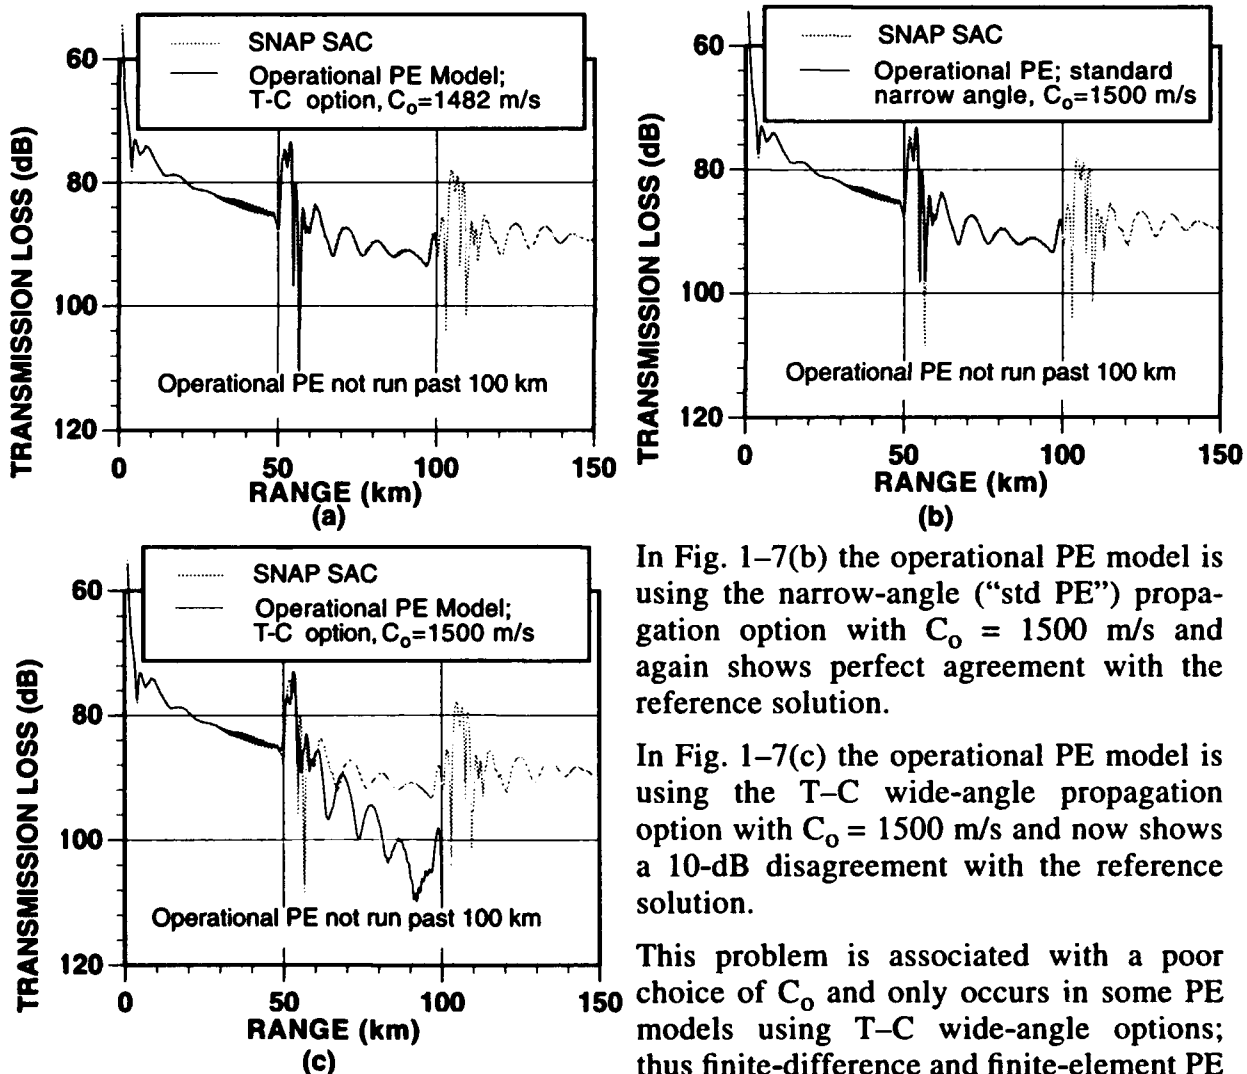 SNAP SAC
Operational PE Model;
T-C option, Co=1482 m/s
TRANSMISSION LOSS (dB)
60
80
100
120
Operational PE not run past 100 km
0
50
100
150
RANGE (km)
(a)
SNAP SAC
Operational PE; standard
narrow angle, Co=1500 m/s
TRANSMISSION LOSS (dB)
60
80
100
120
Operational PE not run past 100 km
0
50
100
150
RANGE (km)
(b)
SNAP SAC
Operational PE Model;
T-C option, Co=1500 m/s
TRANSMISSION LOSS (dB)
60
80
100
120
Operational PE not run past 100 km
0
50
100
150
RANGE (km)
(c)
In Fig. 1–7(b) the operational PE model is
using the narrow-angle (“std PE”) propa-
gation option with Co = 1500 m/s and
again shows perfect agreement with the
reference solution.
In Fig. 1–7(c) the operational PE model is
using the T–C wide-angle propagation
option with Co = 1500 m/s and now shows
a 10-dB disagreement with the reference
solution.
This problem is associated with a poor
choice of Co and only occurs in some PE
models using T–C wide-angle options;
thus finite-difference and finite-element PE